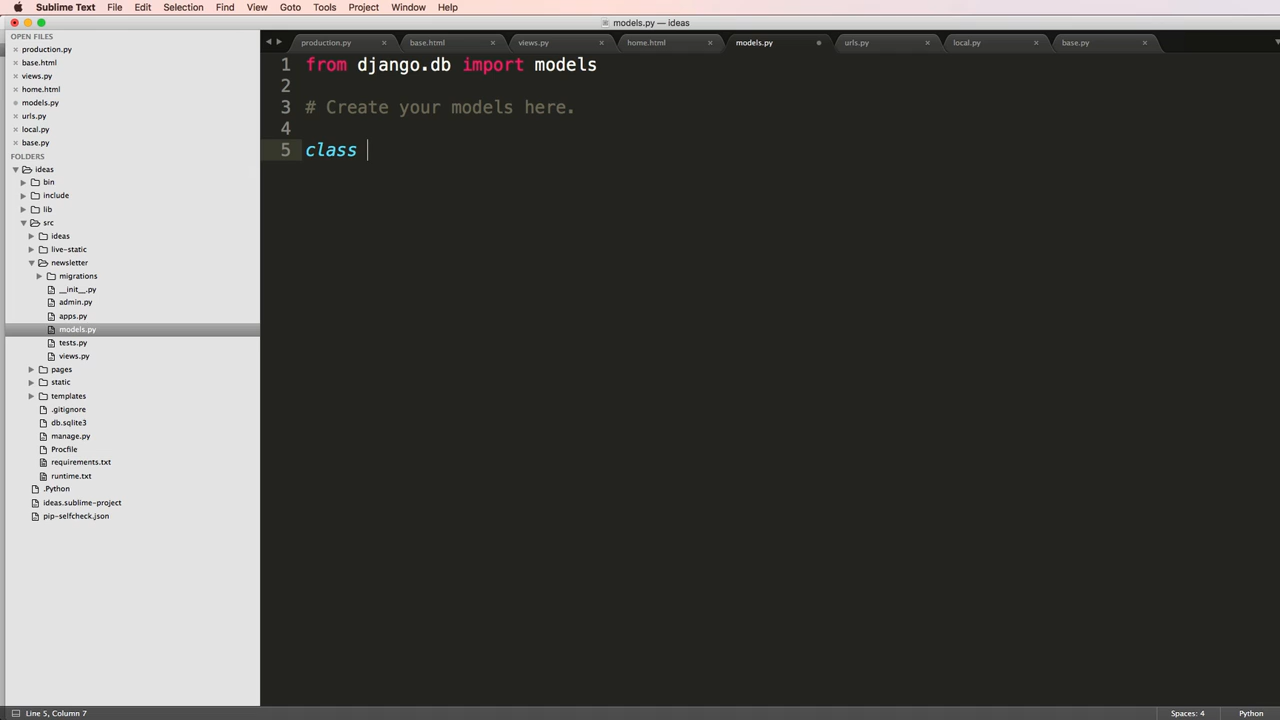 Sublime Text File Edit Selection Find View Goto Tools Project Window Help
models.py — ideas
OPEN FILES
production.py
base.html
views.py
home.html
models.py
urls.py
local.py
base.py
FOLDERS
ideas
bin
include
lib
src
ideas
live-static
newsletter
migrations
__init__.py
admin.py
apps.py
models.py
tests.py
views.py
pages
static
templates
.gitignore
db.sqlite3
manage.py
Procfile
requirements.txt
runtime.txt
.Python
ideas.sublime-project
pip-selfcheck.json
production.py base.html views.py home.html models.py urls.py local.py base.py
1 from django.db import models
2
3 # Create your models here.
4
5 class
Line 5, Column 7 Spaces: 4 Python